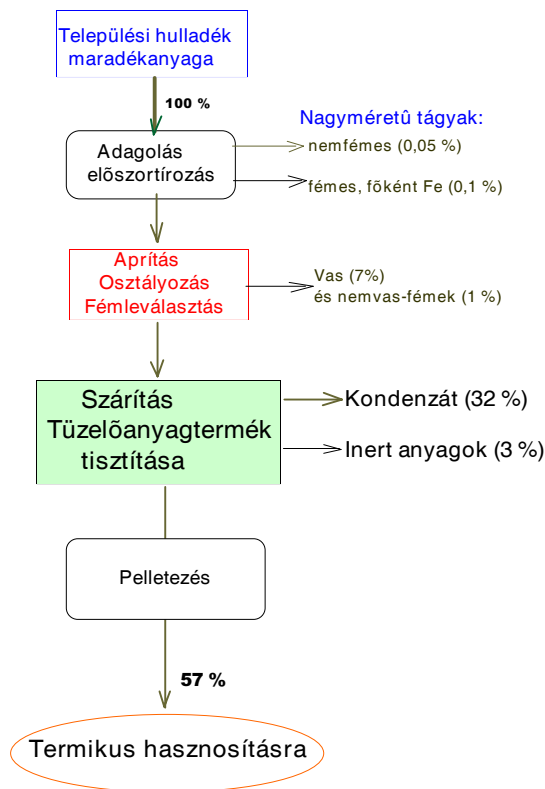 Települési hulladék
maradékanyaga
100 %
Nagyméretû tágyak:
Adagolás
elõszortírozás
nemfémes (0,05 %)
fémes, fõként Fe (0,1 %)
Aprítás
Osztályozás
Fémleválasztás
Vas (7%)
és nemvas-fémek (1 %)
Szárítás
Tüzelõanyagtermék
tisztítása
Kondenzát (32 %)
Inert anyagok (3 %)
Pelletezés
57 %
Termikus hasznosításra